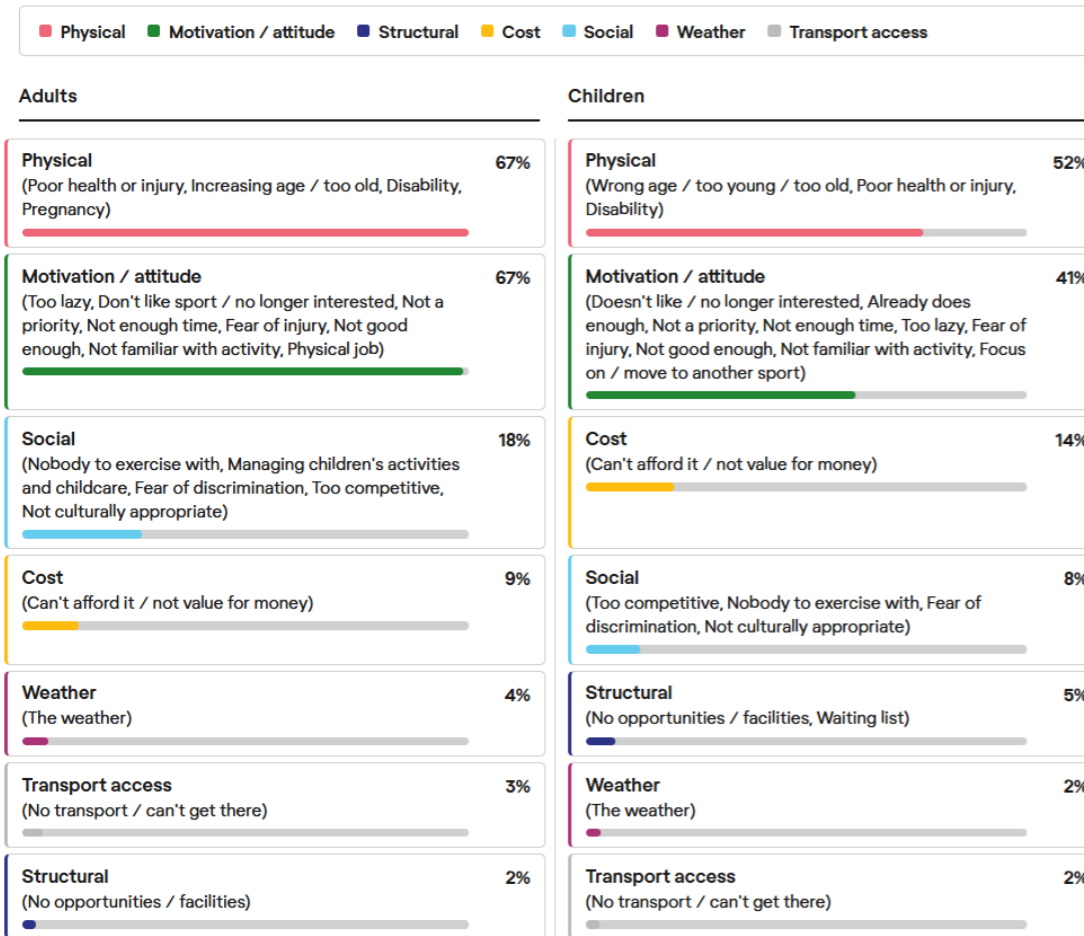 Physical Motivation / attitude Structural Cost Social Weather Transport access
Adults
Physical
67%
(Poor health or injury, Increasing age / too old, Disability,
Pregnancy)
Motivation / attitude
67%
(Too lazy, Don't like sport / no longer interested, Not a
priority, Not enough time, Fear of injury, Not good
enough, Not familiar with activity, Physical job)
Social
18%
(Nobody to exercise with, Managing children's activities
and childcare, Fear of discrimination, Too competitive,
Not culturally appropriate)
Cost
9%
(Can't afford it / not value for money)
Weather
4%
(The weather)
Transport access
3%
(No transport / can't get there)
Structural
2%
(No opportunities / facilities)
Children
Physical
52%
(Wrong age / too young / too old, Poor health or injury,
Disability)
Motivation / attitude
41%
(Doesn't like / no longer interested, Already does
enough, Not a priority, Not enough time, Too lazy, Fear of
injury, Not good enough, Not familiar with activity, Focus
on / move to another sport)
Cost
14%
(Can't afford it / not value for money)
Social
8%
(Too competitive, Nobody to exercise with, Fear of
discrimination, Not culturally appropriate)
Structural
5%
(No opportunities / facilities, Waiting list)
Weather
2%
(The weather)
Transport access
2%
(No transport / can't get there)